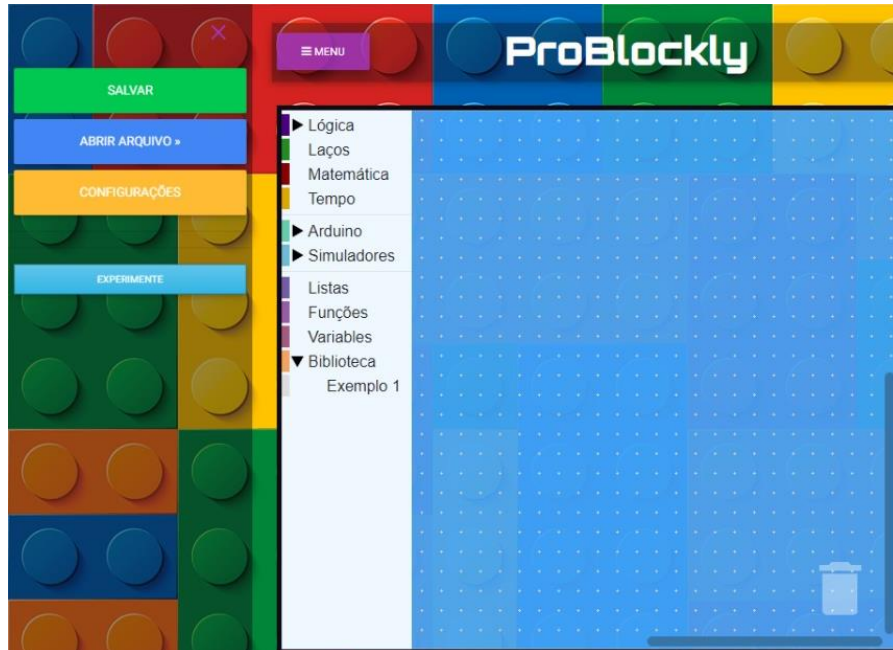 SALVAR
ABRIR ARQUIVO »
CONFIGURAÇÕES
EXPERIMENTE
MENU
ProBlockly
Lógica
Laços
Matemática
Tempo
Arduino
Simuladores
Listas
Funções
Variables
Biblioteca
Exemplo 1